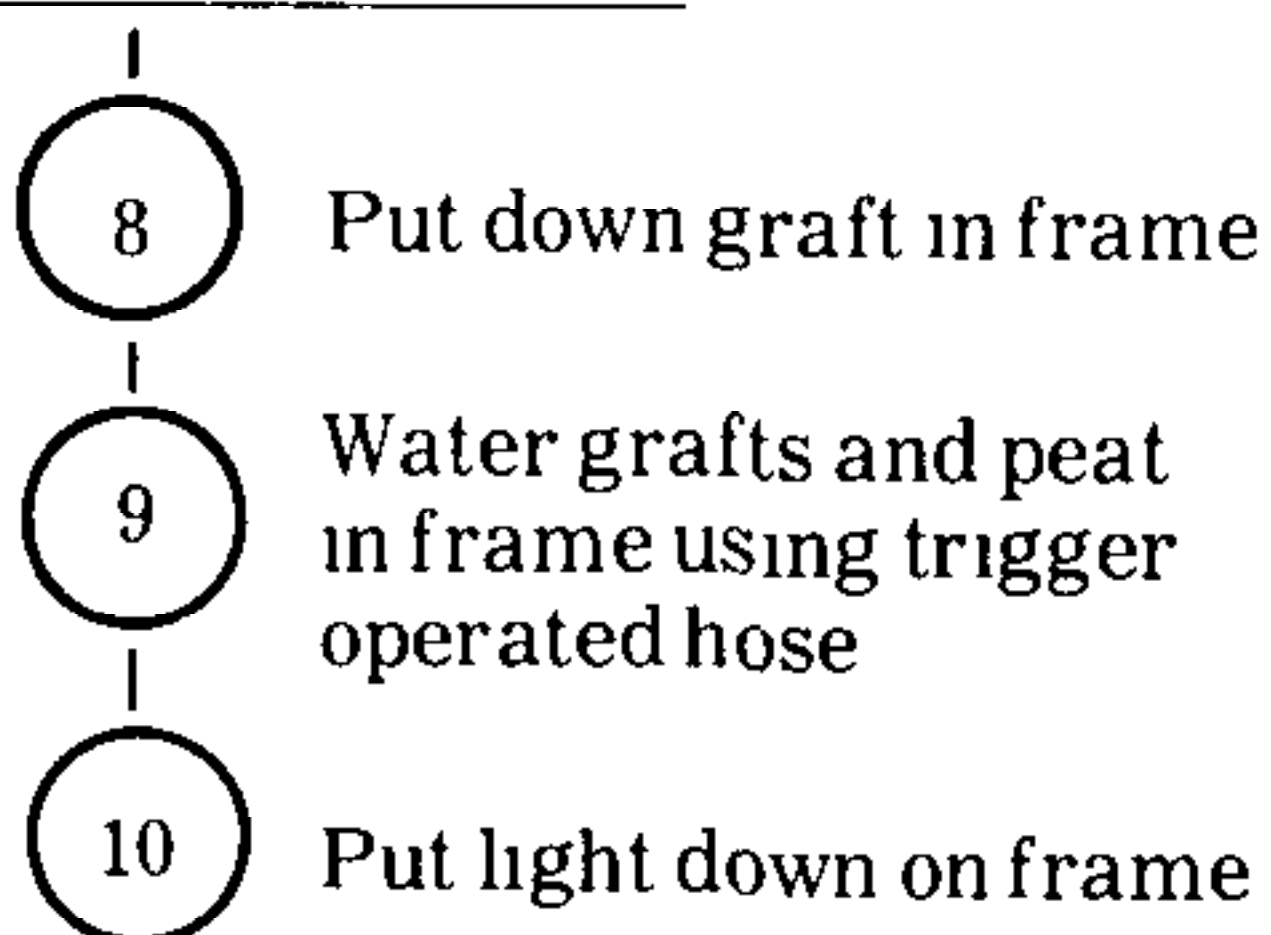 8
Put down graft in frame
9
Water grafts and peat
in frame using trigger
operated hose
10
Put light down on frame